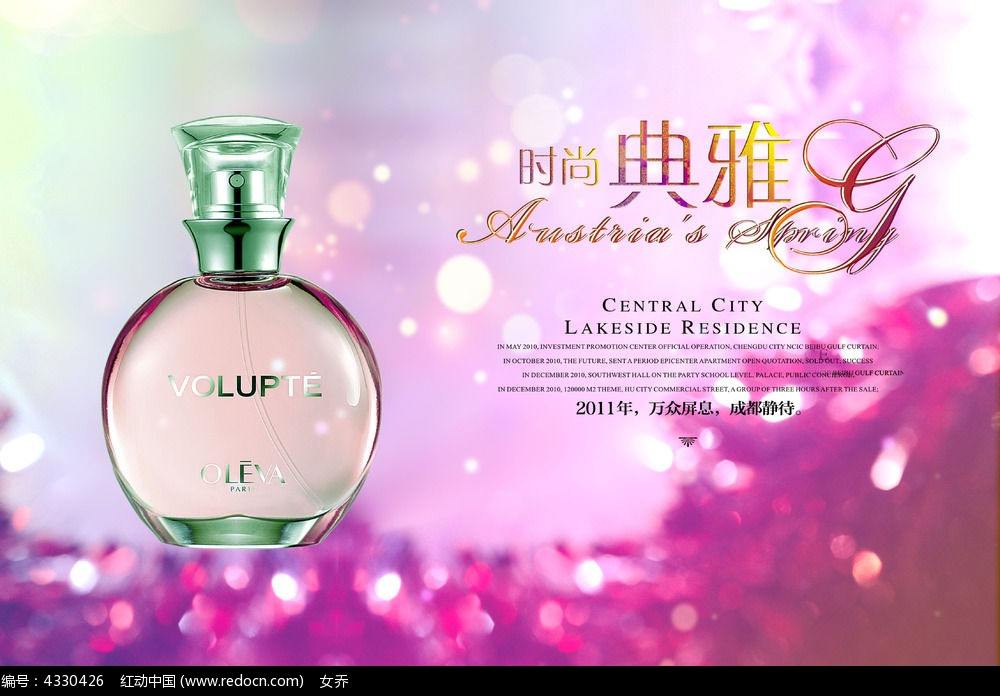 时尚 典雅 G
Austria's Spring
CENTRAL CITY
LAKESIDE RESIDENCE
IN MAY 2010, INVESTMENT PROMOTION CENTER OFFICIAL OPERATION, CHENGDU CITY NCIC BEIBU GULF CURTAIN;
IN OCTOBER 2010, THE FUTURE, SENT A PERIOD EPICENTER APARTMENT OPEN QUOTATION, SOLD OUT, SUCCESS
IN DECEMBER 2010, SOUTHWEST HALL ON THE PARTY SCHOOL LEVEL. PALACE, PUBLIC CONCIERGE;
BEIBU GULF CURTAIN
IN DECEMBER 2010, 120000 M2 THEME, HU CITY COMMERCIAL STREET, A GROUP OF THREE HOURS AFTER THE SALE;
2011年，万众屏息，成都静待。
VOLUPTÉ
OLĒVA
PARIS
编号：4330426 红动中国 (www.redocn.com) 女乔